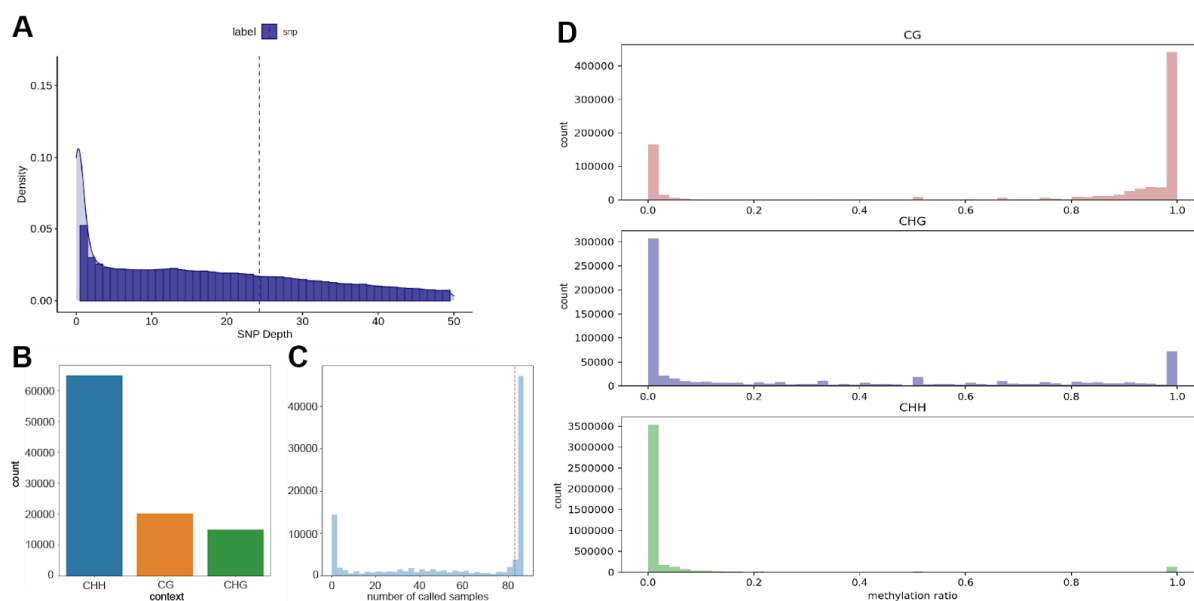 A
label snp
0.15
0.10
0.05
0.00
Density
0 10 20 30 40 50
SNP Depth
B
60000
50000
40000
30000
20000
10000
0
count
CHH CG CHG
context
C
40000
30000
20000
10000
0
0 20 40 60 80
number of called samples
D
CG
400000
300000
200000
100000
0
count
0.0 0.2 0.4 0.6 0.8 1.0
CHG
300000
250000
200000
150000
100000
50000
0
count
0.0 0.2 0.4 0.6 0.8 1.0
CHH
3500000
3000000
2500000
2000000
1500000
1000000
500000
0
count
0.0 0.2 0.4 0.6 0.8 1.0
methylation ratio